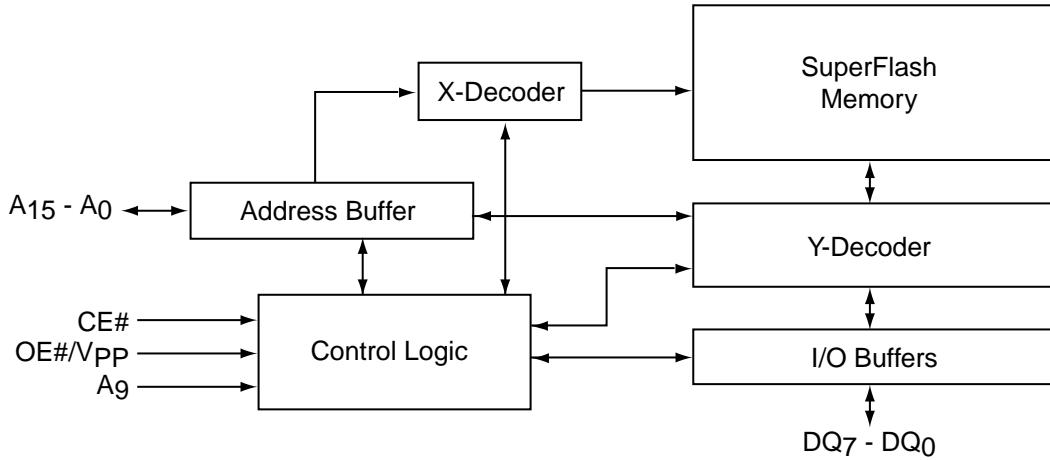 SuperFlash
Memory
X-Decoder
A15 - A0
Address Buffer
Y-Decoder
CE#
OE#/VPP
A9
Control Logic
I/O Buffers
DQ7 - DQ0